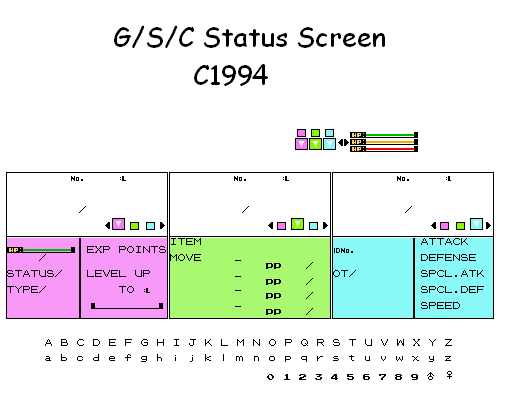 G/S/C Status Screen
C1994
HP:
HP:
HP:
No. :L No. :L No. :L
/ / /
HP:
/
STATUS/
TYPE/
EXP POINTS
LEVEL UP
TO :L
ITEM
MOVE –
– PP /
– PP /
– PP /
PP /
IDNo.
OT/
ATTACK
DEFENSE
SPCL.ATK
SPCL.DEF
SPEED
A B C D E F G H I J K L M N O P Q R S T U V W X Y Z
a b c d e f g h i j k l m n o p q r s t u v w x y z
0 1 2 3 4 5 6 7 8 9 ♂ ♀